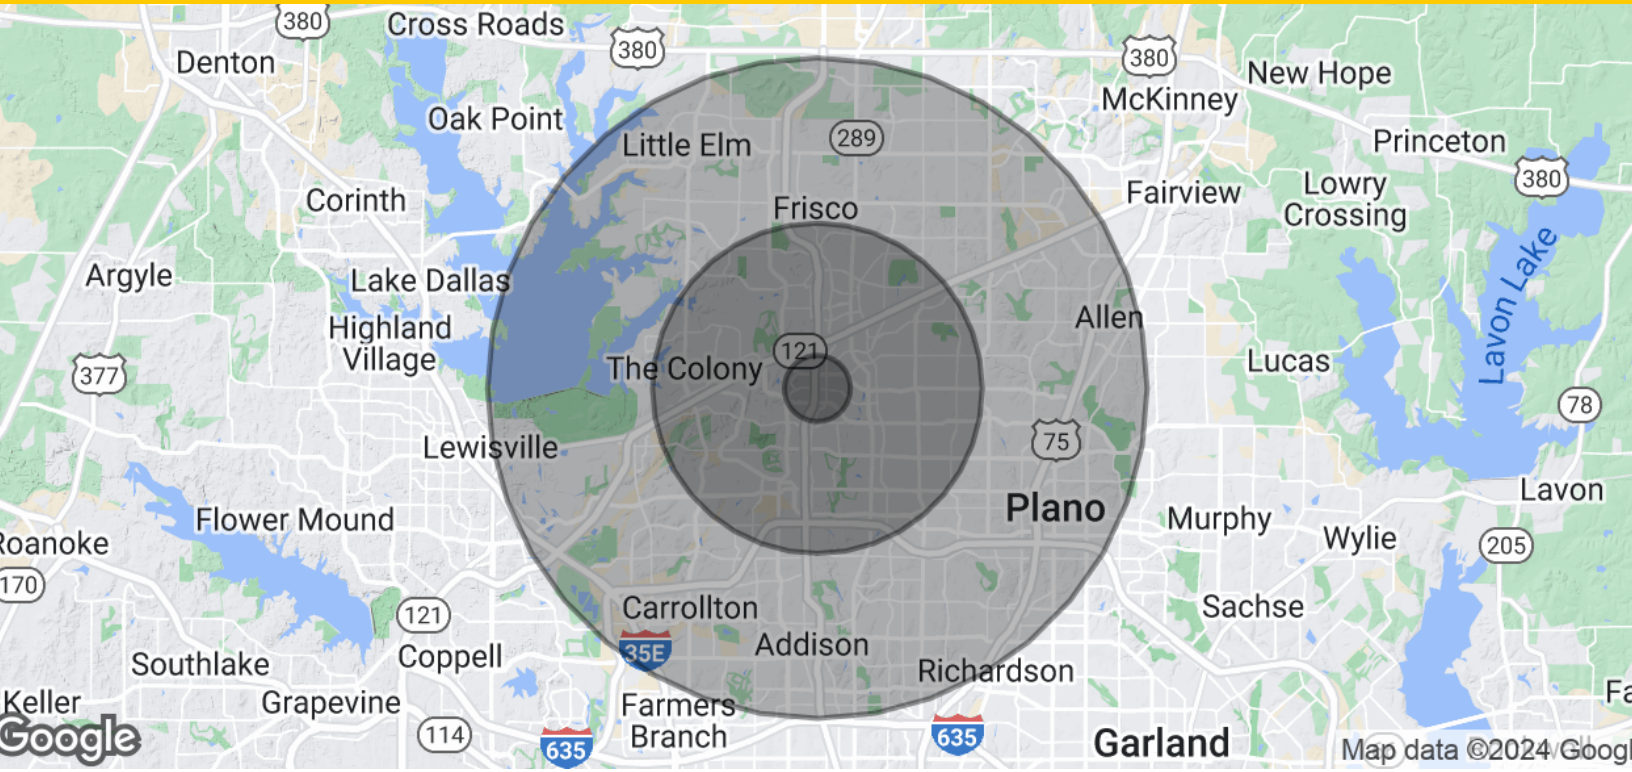 380
Cross Roads
380
380
Denton
New Hope
McKinney
Oak Point
289
Little Elm
Princeton
380
Corinth
Frisco
Fairview
Lowry
Crossing
Argyle
Lake Dallas
Lavon Lake
Highland
Village
Allen
121
The Colony
Lucas
377
78
Lewisville
75
Lavon
Plano
Flower Mound
Murphy
Wylie
Roanoke
205
170
Carrollton
121
Sachse
35E
Addison
Coppell
Southlake
Richardson
Keller
Grapevine
Farmers
Branch
Fa
114
635
635
Garland
Google
Map data ©2024 Googl